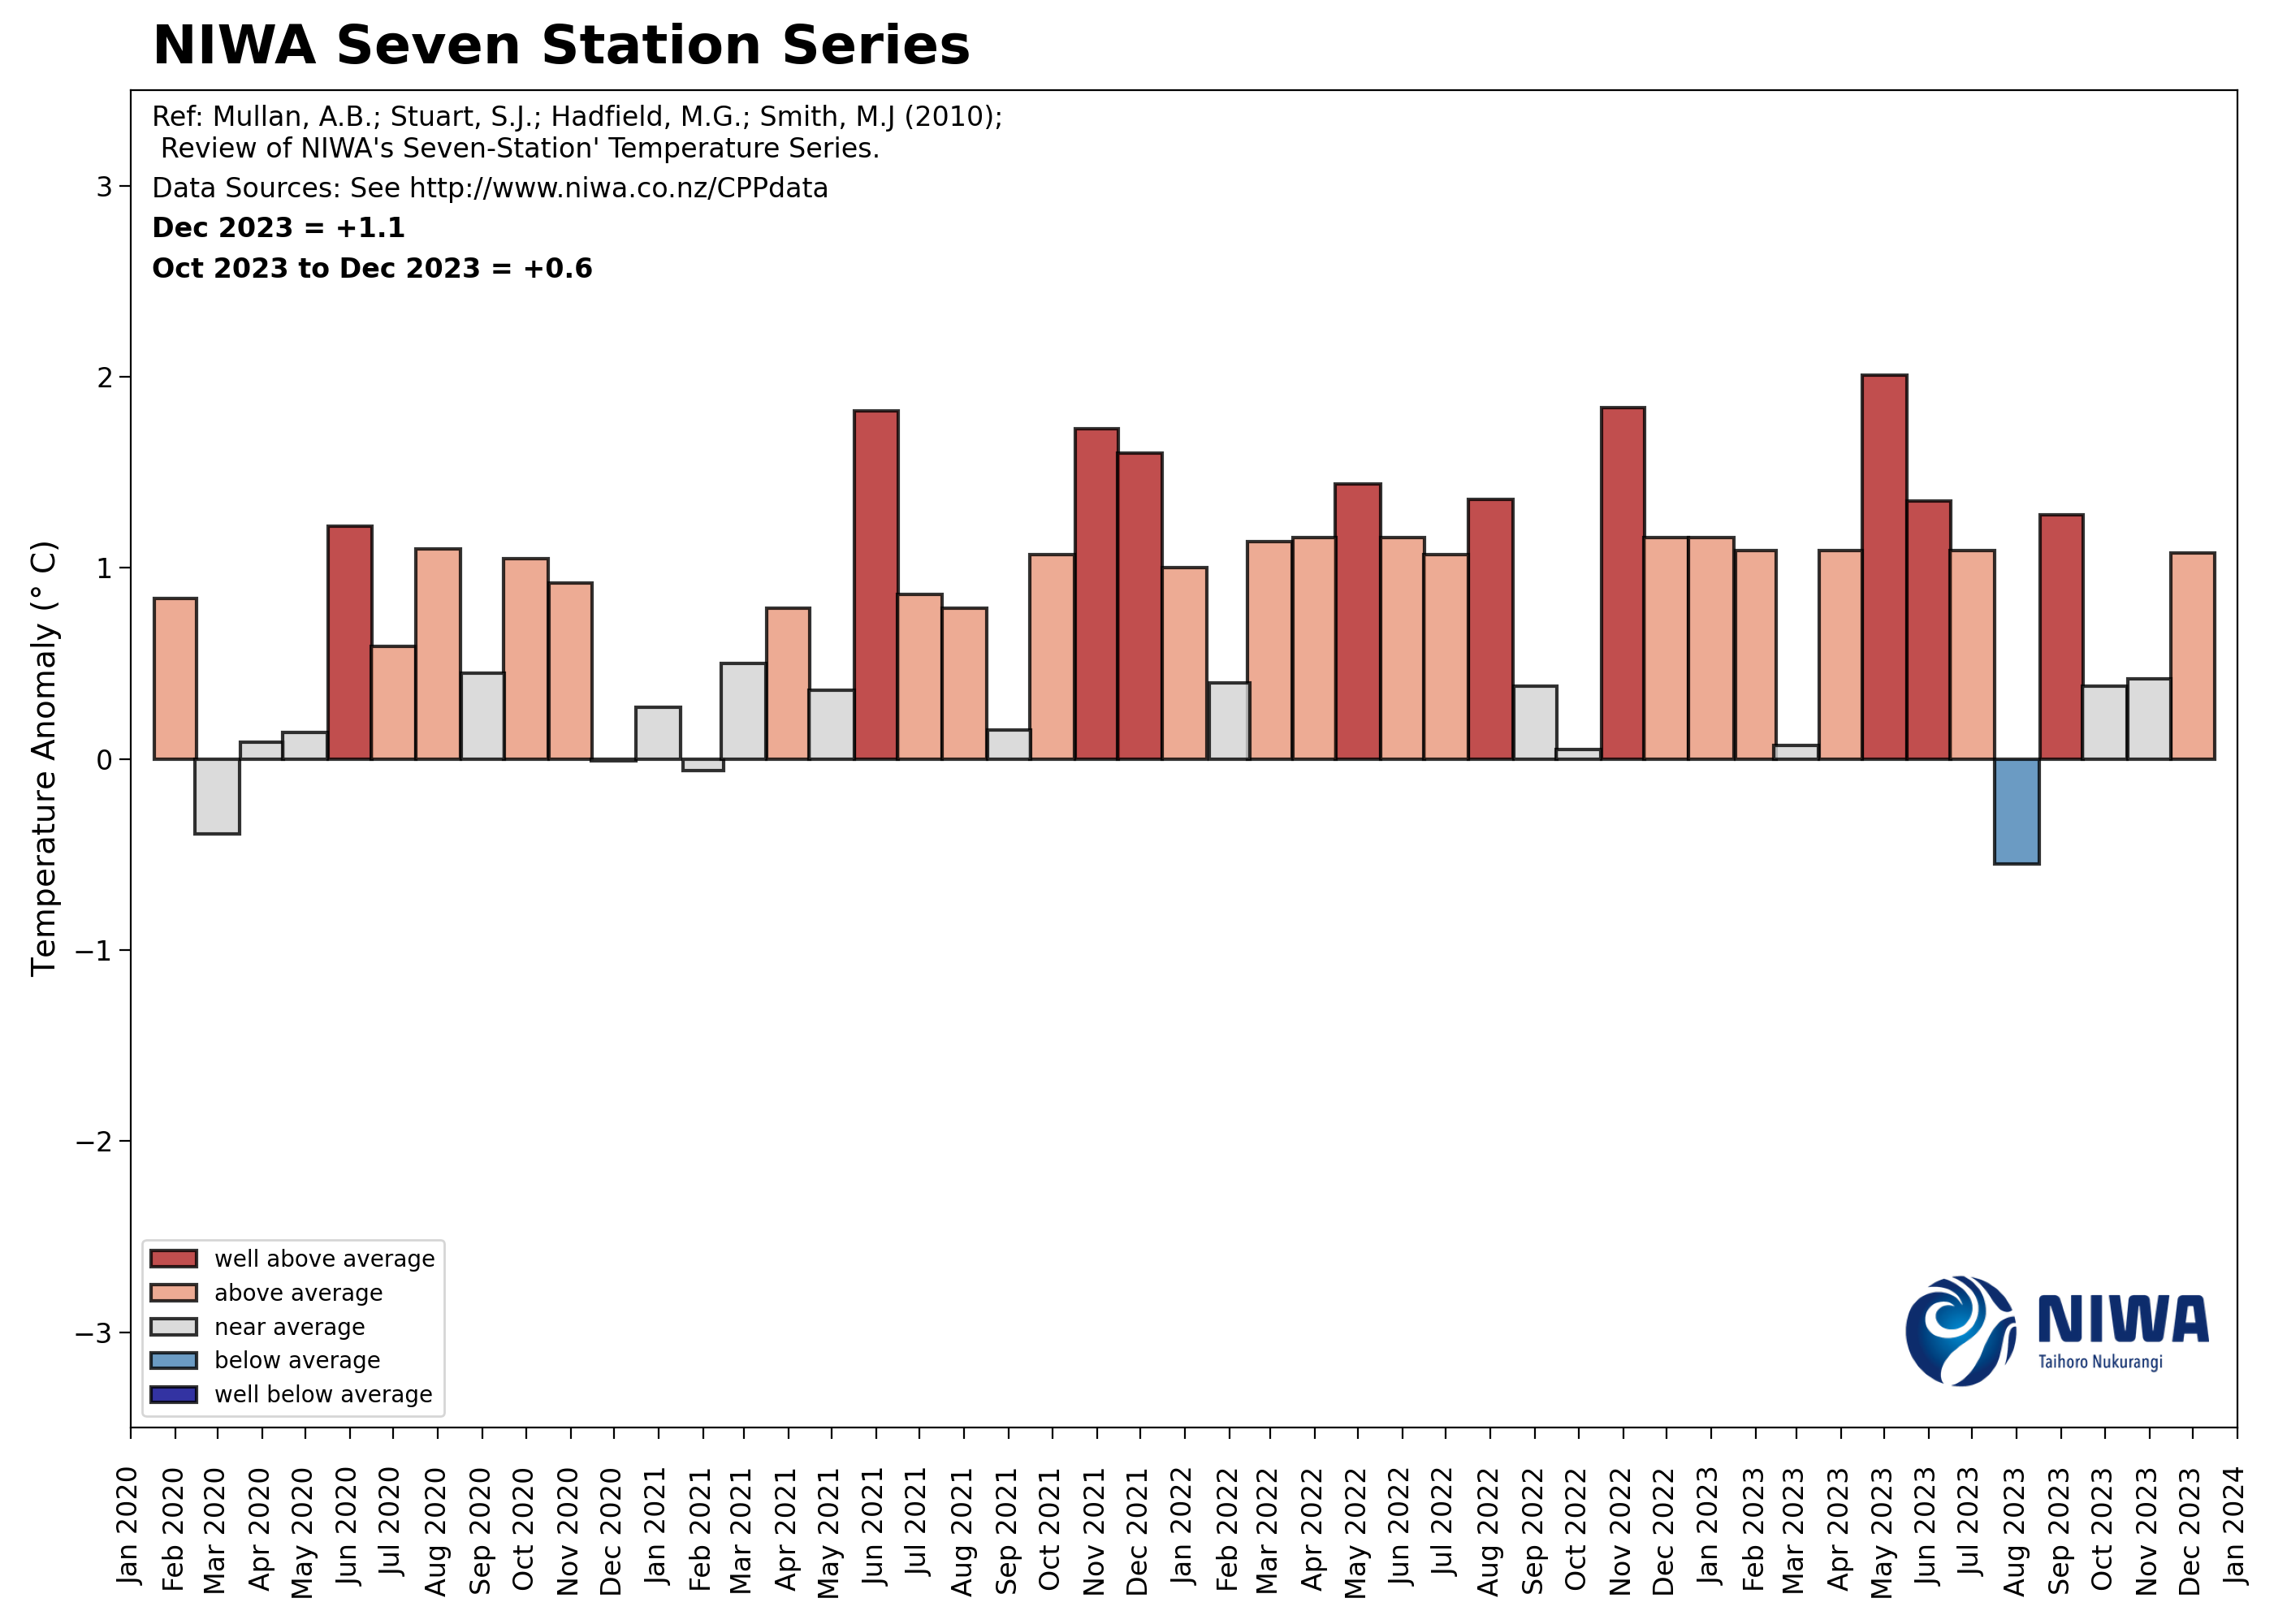 NIWA Seven Station Series
Ref: Mullan, A.B.; Stuart, S.J.; Hadfield, M.G.; Smith, M.J (2010);
Review of NIWA's Seven-Station' Temperature Series.
Data Sources: See http://www.niwa.co.nz/CPPdata
Dec 2023 = +1.1
Oct 2023 to Dec 2023 = +0.6
Temperature Anomaly (° C)
3
2
1
0
−1
−2
−3
well above average
above average
near average
below average
well below average
NIWA
Taihoro Nukurangi
Jan 2020
Feb 2020
Mar 2020
Apr 2020
May 2020
Jun 2020
Jul 2020
Aug 2020
Sep 2020
Oct 2020
Nov 2020
Dec 2020
Jan 2021
Feb 2021
Mar 2021
Apr 2021
May 2021
Jun 2021
Jul 2021
Aug 2021
Sep 2021
Oct 2021
Nov 2021
Dec 2021
Jan 2022
Feb 2022
Mar 2022
Apr 2022
May 2022
Jun 2022
Jul 2022
Aug 2022
Sep 2022
Oct 2022
Nov 2022
Dec 2022
Jan 2023
Feb 2023
Mar 2023
Apr 2023
May 2023
Jun 2023
Jul 2023
Aug 2023
Sep 2023
Oct 2023
Nov 2023
Dec 2023
Jan 2024